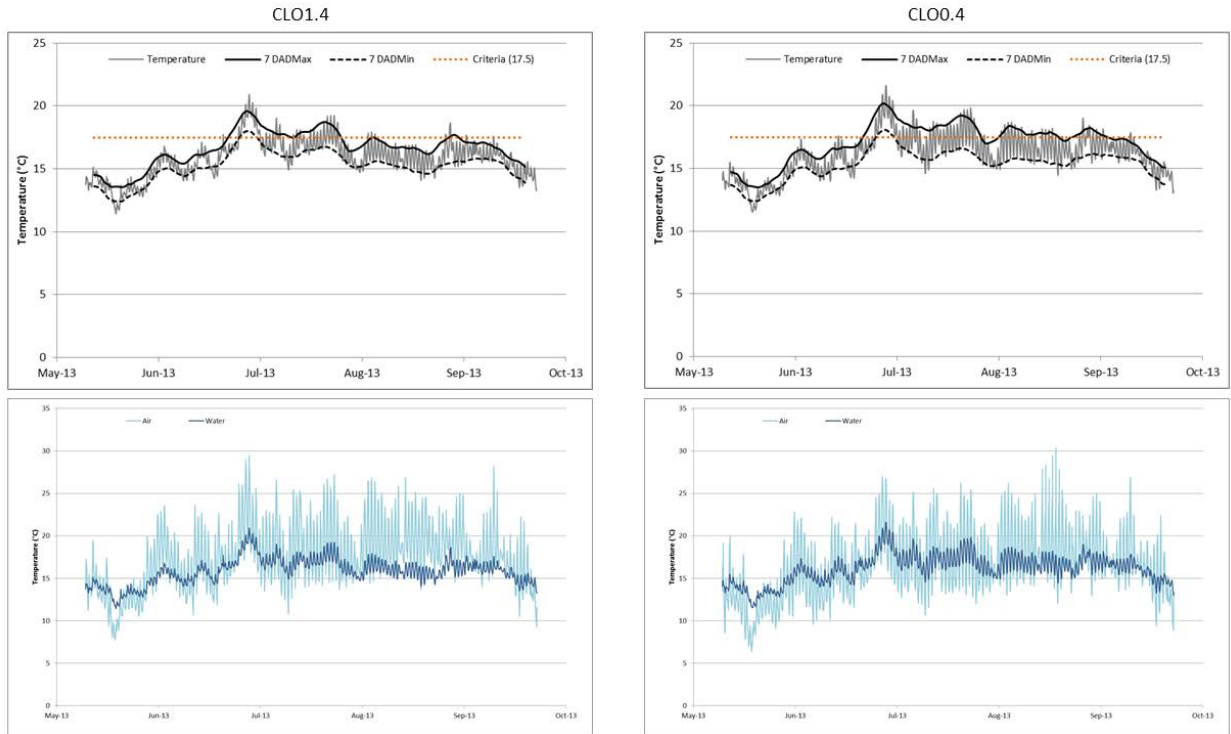 CLO1.4
CLO0.4
25
20
15
10
5
0
Temperature (°C)
Temperature 7 DADMax 7 DADMin Criteria (17.5)
May-13 Jun-13 Jul-13 Aug-13 Sep-13 Oct-13
25
20
15
10
5
0
Temperature (°C)
Temperature 7 DADMax 7 DADMin Criteria (17.5)
May-13 Jun-13 Jul-13 Aug-13 Sep-13 Oct-13
35
30
25
20
15
10
5
0
Temperature (°C)
Air Water
May-13 Jun-13 Jul-13 Aug-13 Sep-13 Oct-13
35
30
25
20
15
10
5
0
Temperature (°C)
Air Water
May-13 Jun-13 Jul-13 Aug-13 Sep-13 Oct-13